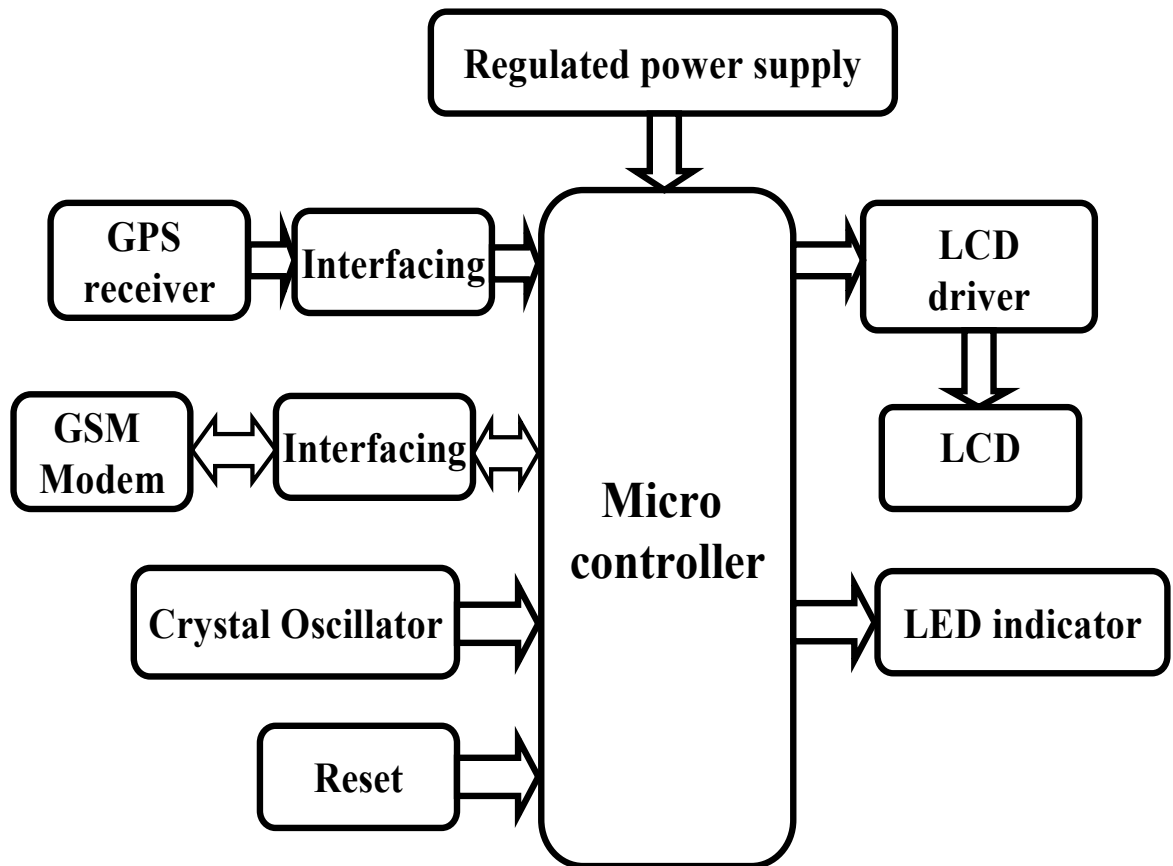 Regulated power supply
GPS
receiver
Interfacing
LCD
driver
GSM
Modem
Interfacing
LCD
Micro
controller
Crystal Oscillator
LED indicator
Reset